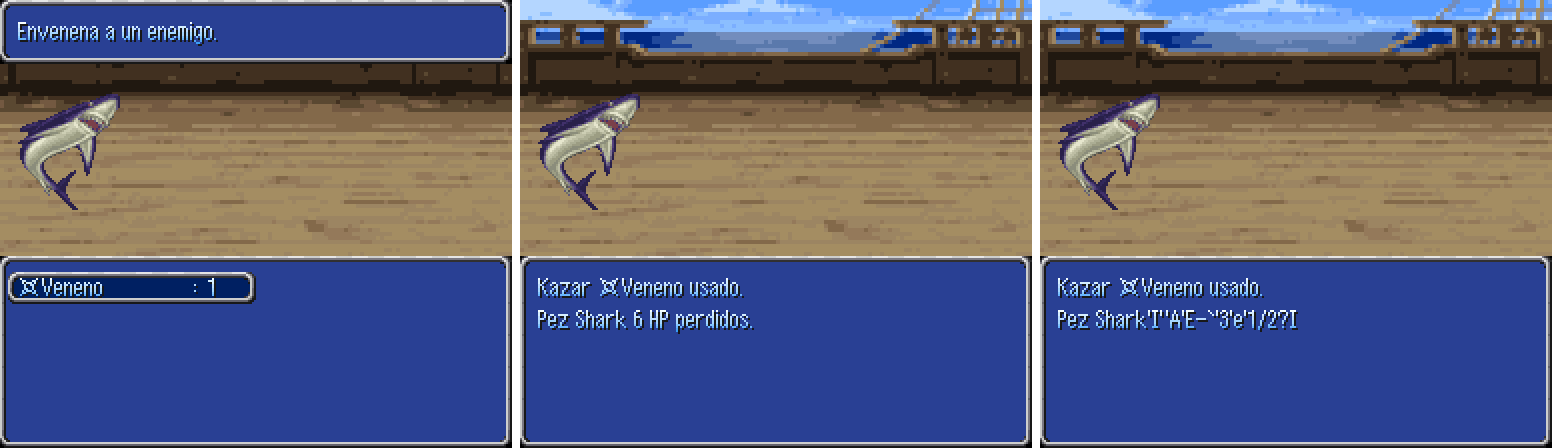 Envenena a un enemigo.
Veneno : 1
Kazar Veneno usado.
Pez Shark 6 HP perdidos.
Kazar Veneno usado.
Pez Shark'I"A'E-`"3'e'1/2?I